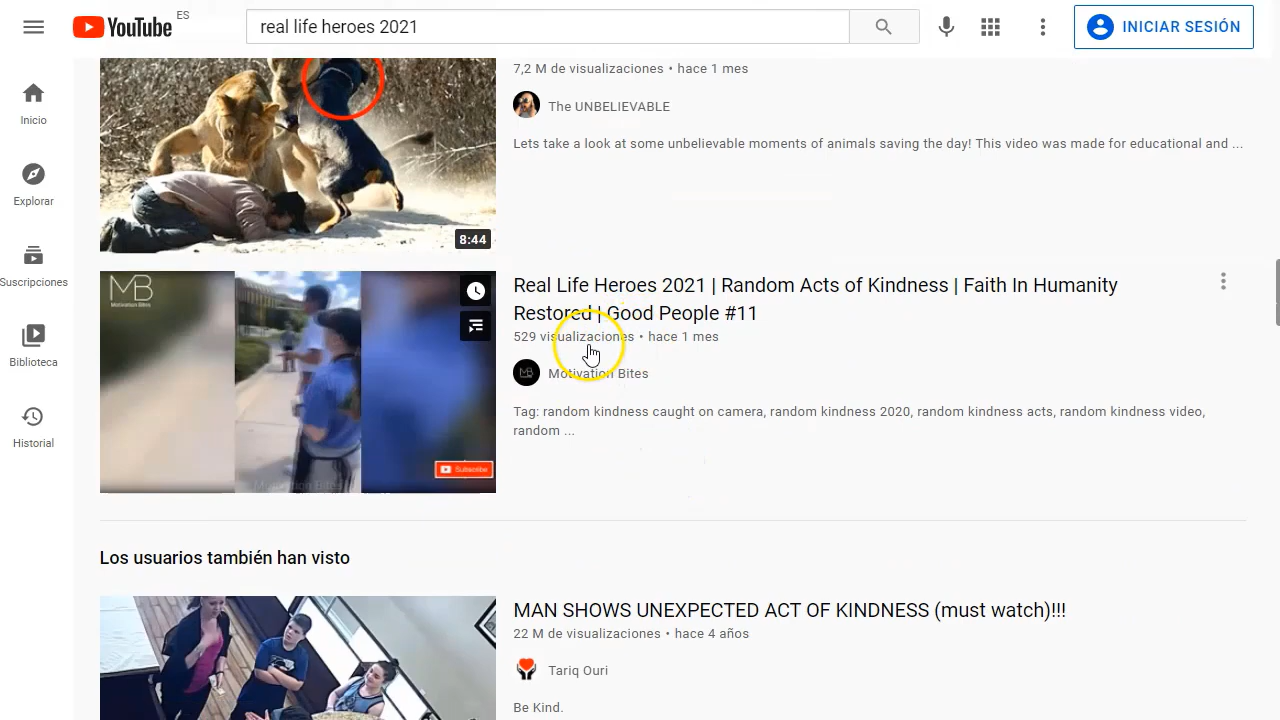 YouTube ES
real life heroes 2021
INICIAR SESIÓN
Inicio
Explorar
Suscripciones
Biblioteca
Historial
7,2 M de visualizaciones • hace 1 mes
The UNBELIEVABLE
Lets take a look at some unbelievable moments of animals saving the day! This video was made for educational and ...
8:44
MB
Motivation Bites
Subscribe
Motivation Bites
Real Life Heroes 2021 | Random Acts of Kindness | Faith In Humanity
Restored | Good People #11
529 visualizaciones • hace 1 mes
MB
Motivation Bites
Tag: random kindness caught on camera, random kindness 2020, random kindness acts, random kindness video,
random ...
Los usuarios también han visto
MAN SHOWS UNEXPECTED ACT OF KINDNESS (must watch)!!!
22 M de visualizaciones • hace 4 años
Tariq Ouri
Be Kind.